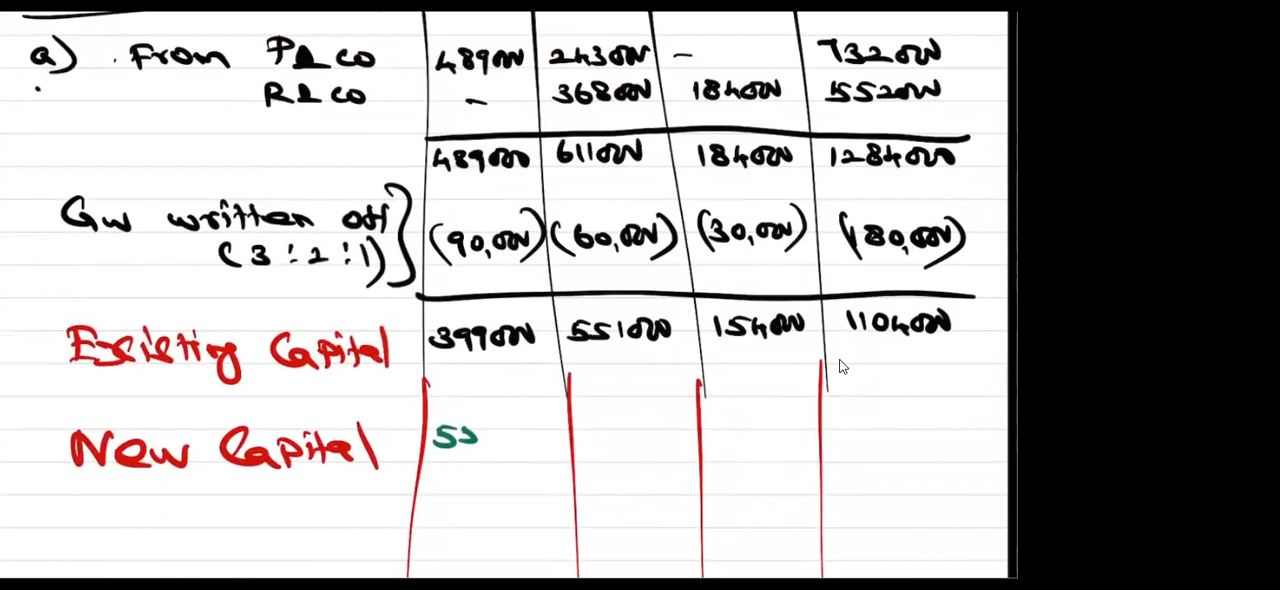 a) . From P&Co 489000 243000 - 732000
R&Co - 368000 184000 552000
489000 611000 184000 1284000
Gw written off (90,000) (60,000) (30,000) (180,000)
(3:2:1)
Existing Capital 399000 551000 154000 1104000
New Capital 55